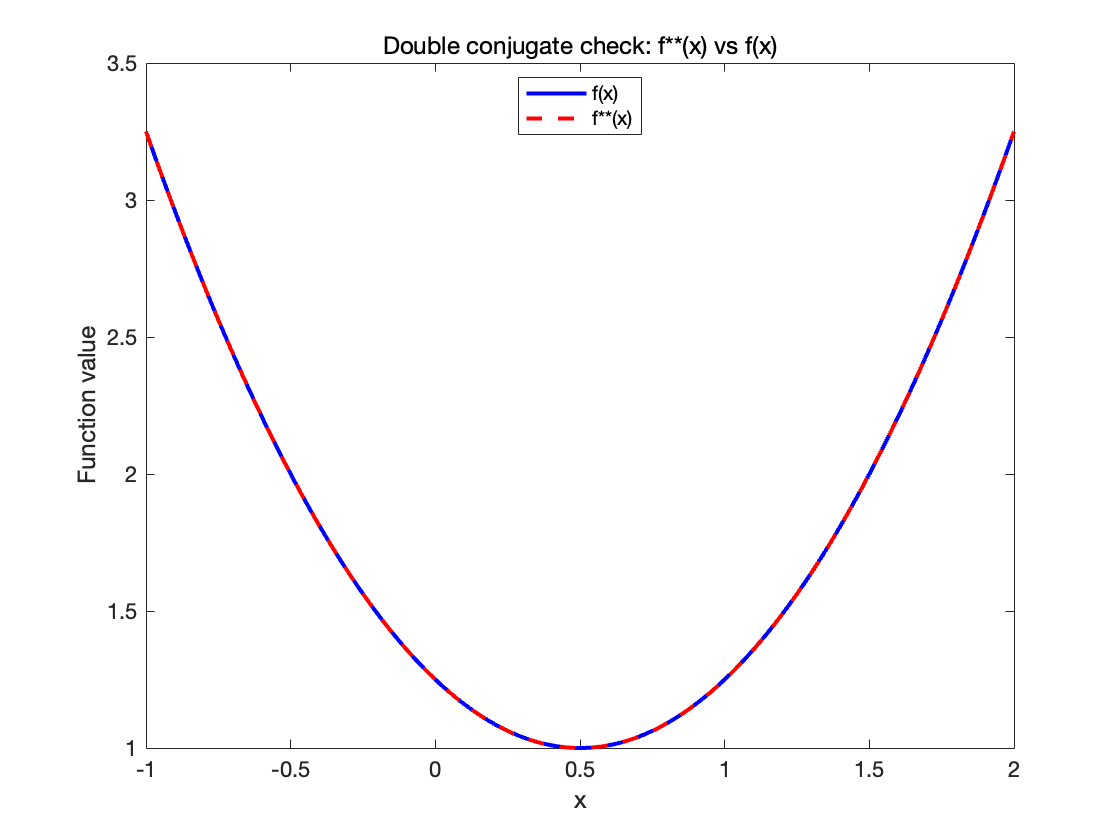 Double conjugate check: f**(x) vs f(x)
f(x)
f**(x)
3.5
3
2.5
2
1.5
1
Function value
-1
-0.5
0
0.5
1
1.5
2
x